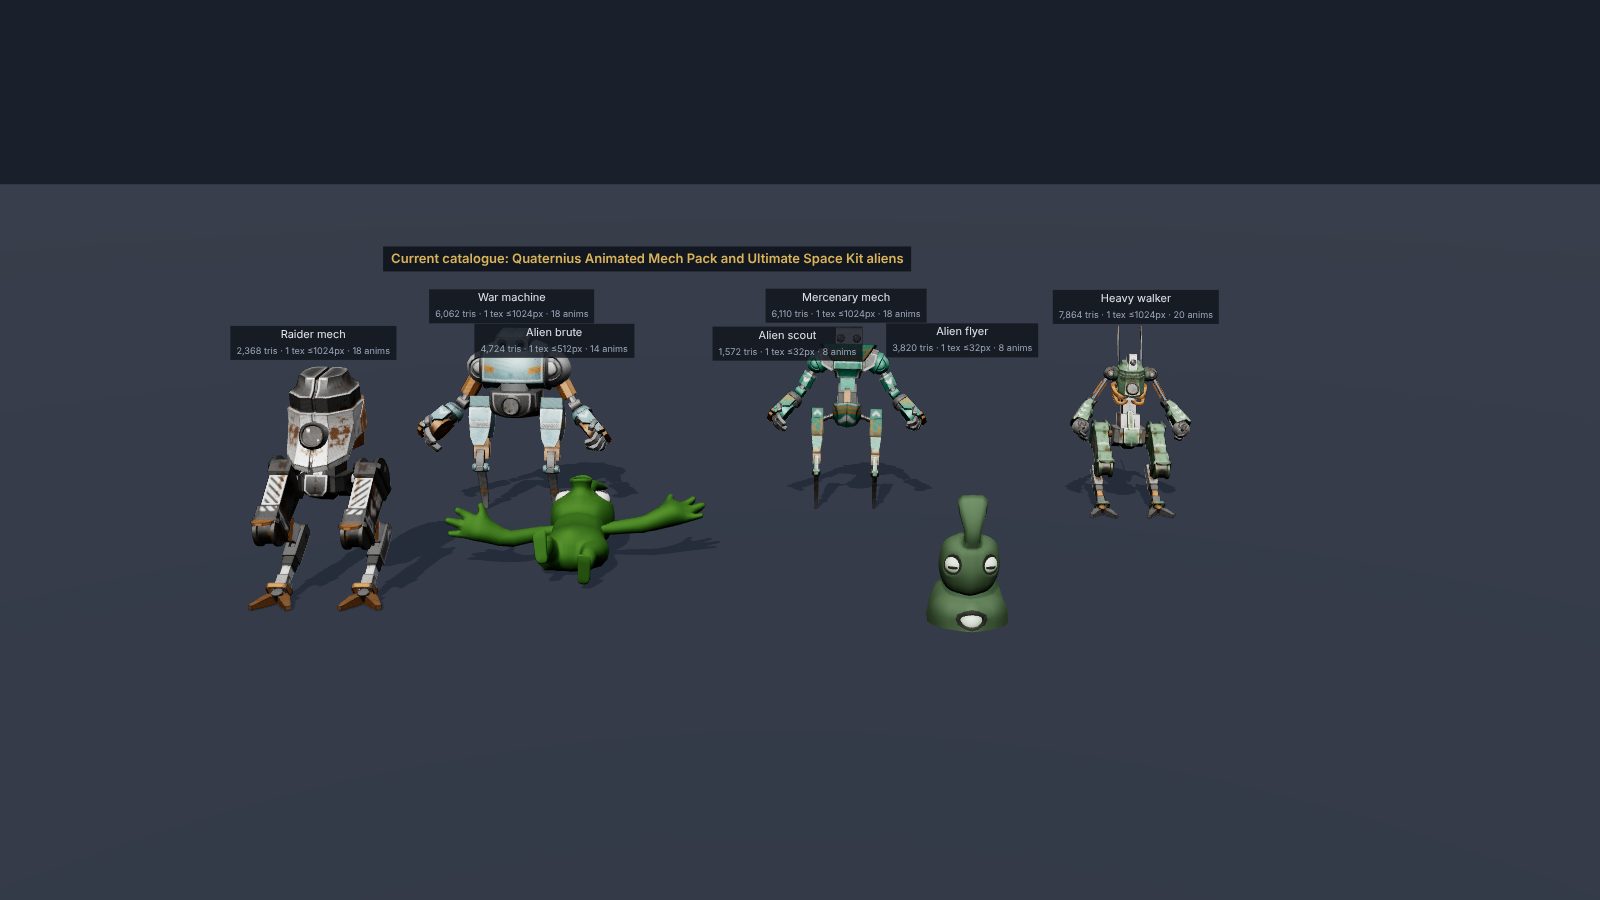 Current catalogue: Quaternius Animated Mech Pack and Ultimate Space Kit aliens
War machine
6,062 tris · 1 tex ≤1024px · 18 anims
Mercenary mech
6,110 tris · 1 tex ≤1024px · 18 anims
Heavy walker
7,864 tris · 1 tex ≤1024px · 20 anims
Raider mech
2,368 tris · 1 tex ≤1024px · 18 anims
Alien brute
4,724 tris · 1 tex ≤512px · 14 anims
Alien scout
1,572 tris · 1 tex ≤32px · 8 anims
Alien flyer
3,820 tris · 1 tex ≤32px · 8 anims